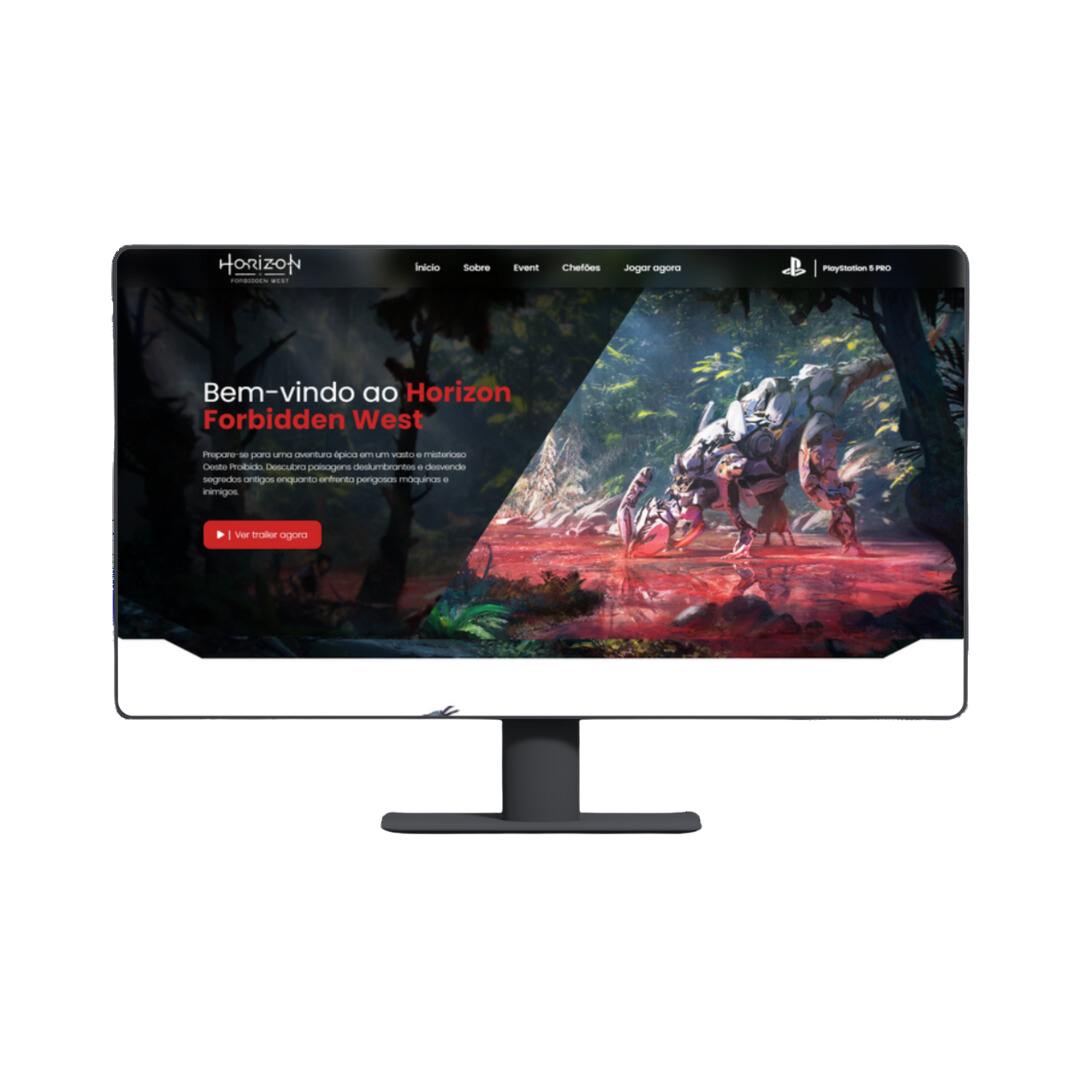 HORIZON
FORBIDDEN WEST
Ínicio Sobre Event Chefões Jogar agora
PlayStation 5 PRO
Bem-vindo ao Horizon
Forbidden West
Prepare-se para uma aventura épica em um vasto e misterioso
Oeste Proibido. Descubra paisagens deslumbrantes e desvende
segredos antigos enquanto enfrenta perigosas máquinas e
inimigos.
| Ver trailer agora